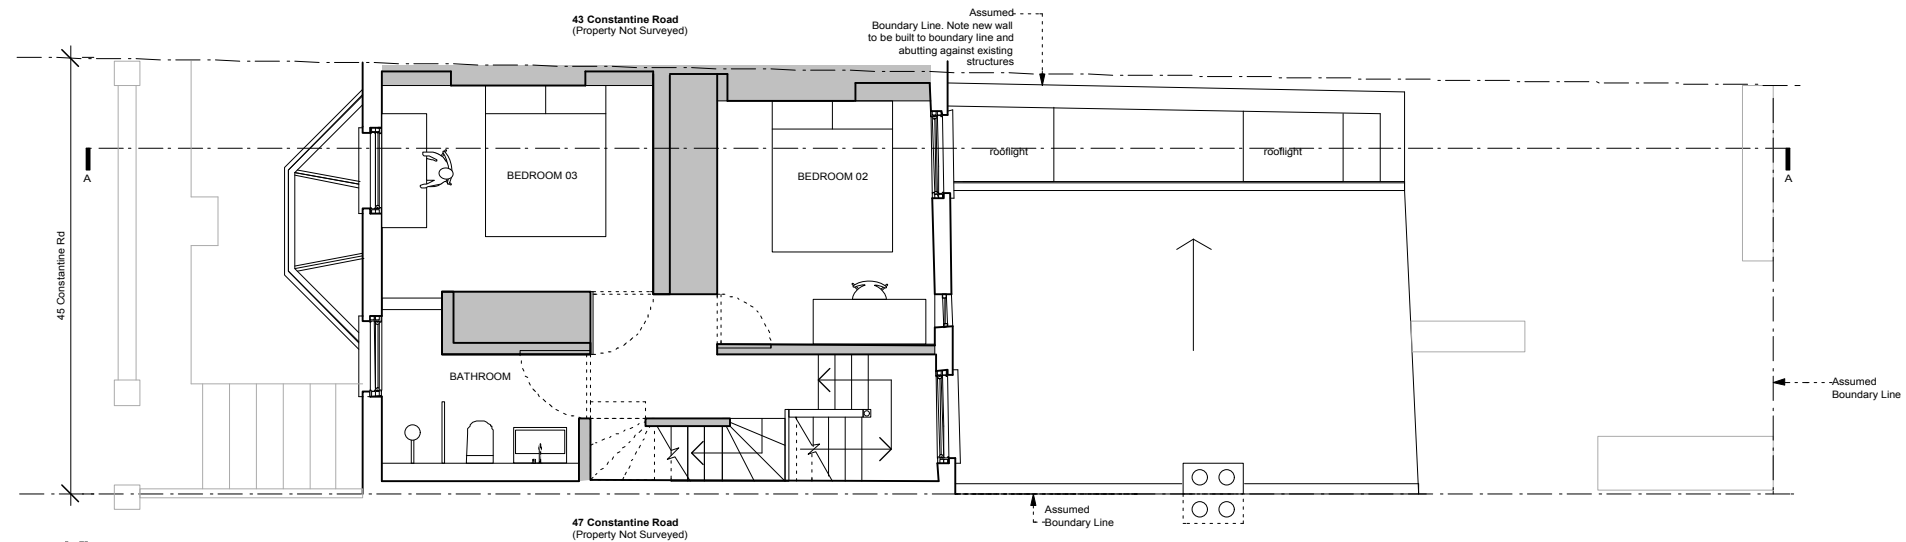 43 Constantine Road
(Property Not Surveyed)
Assumed
Boundary Line. Note new wall
to be built to boundary line and
abutting against existing
structures
A
BEDROOM 03
BEDROOM 02
rooflight
rooflight
A
45 Constantine Rd
BATHROOM
Assumed
Boundary Line
Assumed
Boundary Line
47 Constantine Road
(Property Not Surveyed)